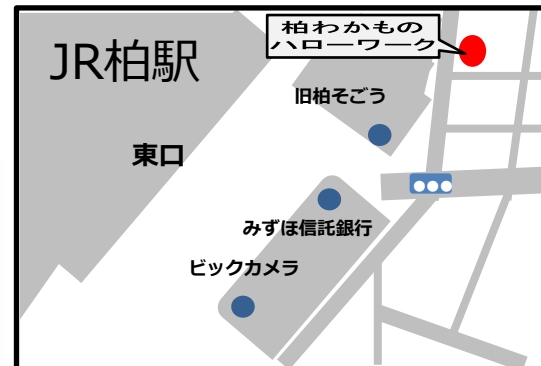 JR柏駅
柏わかもの
ハローワーク
旧柏そごう
東口
みずほ信託銀行
ビックカメラ